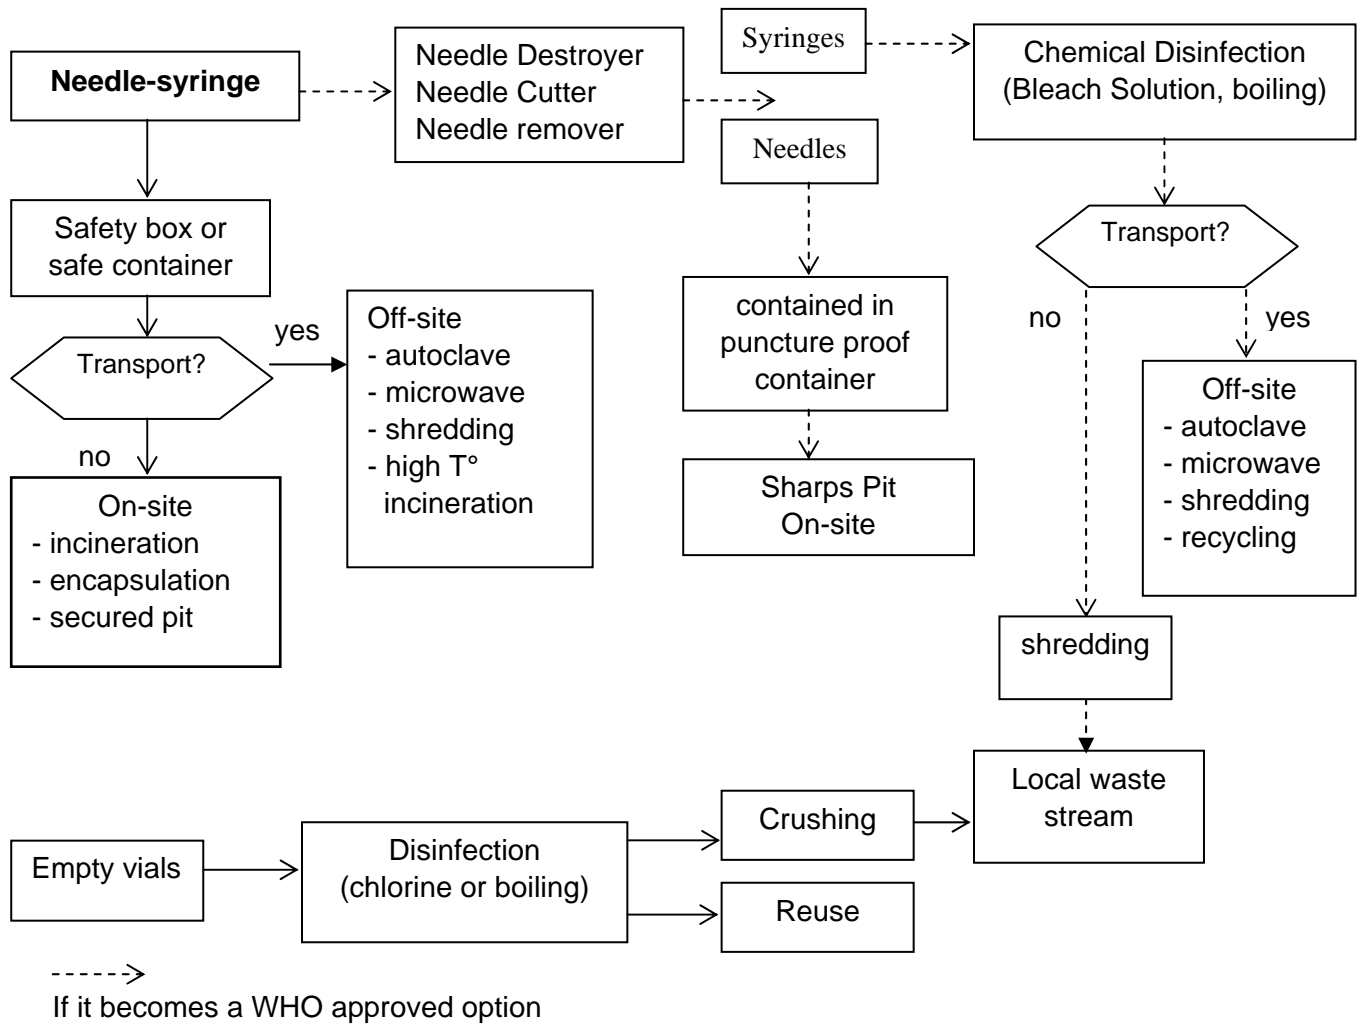 Needle-syringe
Needle Destroyer
Needle Cutter
Needle remover
Syringes
Needles
Chemical Disinfection
(Bleach Solution, boiling)
Safety box or
safe container
Transport?
yes
no
Off-site
- autoclave
- microwave
- shredding
- high T°
incineration
On-site
- incineration
- encapsulation
- secured pit
contained in
puncture proof
container
Sharps Pit
On-site
Transport?
no
yes
Off-site
- autoclave
- microwave
- shredding
- recycling
shredding
Local waste
stream
Empty vials
Disinfection
(chlorine or boiling)
Crushing
Reuse
If it becomes a WHO approved option